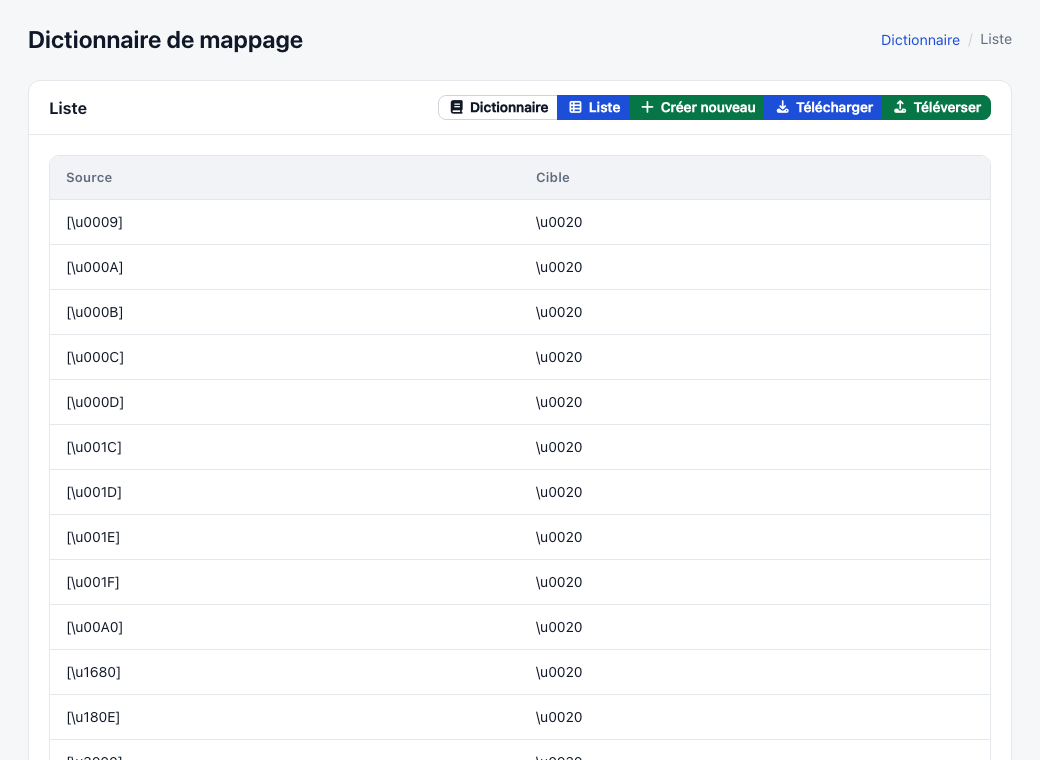 Dictionnaire de mappage
Dictionnaire / Liste
Liste
Dictionnaire Liste Créer nouveau Télécharger Téléverser
Source Cible
[\u0009] \u0020
[\u000A] \u0020
[\u000B] \u0020
[\u000C] \u0020
[\u000D] \u0020
[\u001C] \u0020
[\u001D] \u0020
[\u001E] \u0020
[\u001F] \u0020
[\u00A0] \u0020
[\u1680] \u0020
[\u180E] \u0020